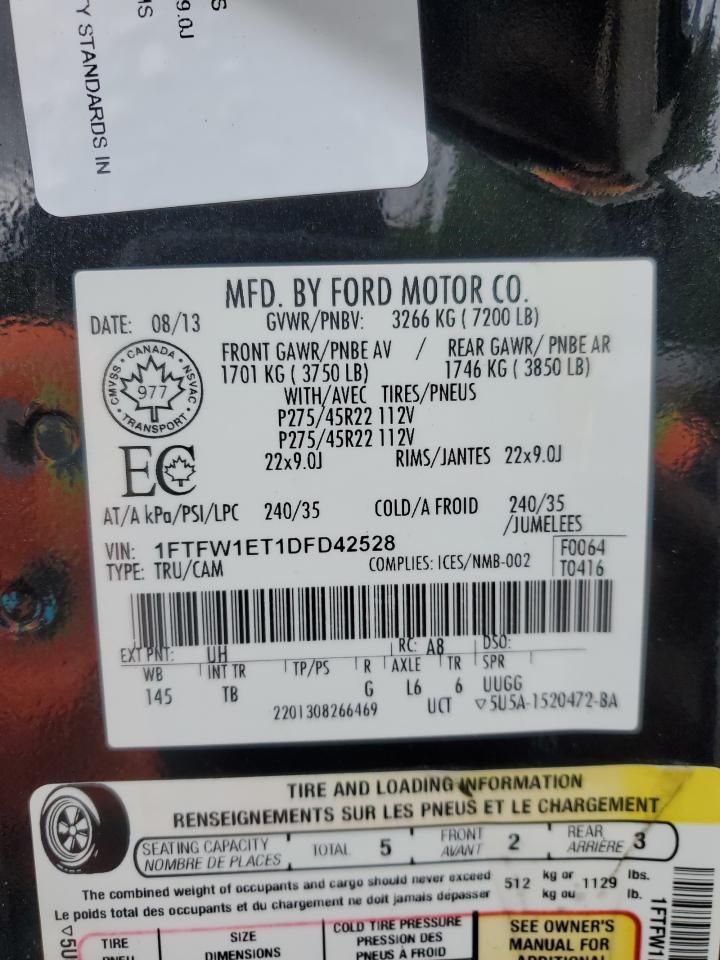 S
MS
9.0J
TY STANDARDS IN
MFD. BY FORD MOTOR CO.
DATE: 08/13 GVWR/PNBV: 3266 KG ( 7200 LB)
FRONT GAWR/PNBE AV / REAR GAWR/ PNBE AR
1701 KG ( 3750 LB) 1746 KG ( 3850 LB)
WITH/AVEC TIRES/PNEUS
P275/45R22 112V
P275/45R22 112V
22x9.0J RIMS/JANTES 22x9.0J
CMVSS • CANADA • NSVAC
977
• TRANSPORT •
EC
AT/A kPa/PSI/LPC 240/35 COLD/A FROID 240/35
/JUMELEES
VIN: 1FTFW1ET1DFD42528 F0064
TYPE: TRU/CAM COMPLIES: ICES/NMB-002 T0416
EXT PNT: UH RC: A8 DSO:
WB INT TR TP/PS R AXLE TR SPR
145 TB G L6 6 UUGG
2201308266469 UCT ▽5U5A-1520472-BA
TIRE AND LOADING INFORMATION
RENSEIGNEMENTS SUR LES PNEUS ET LE CHARGEMENT
SEATING CAPACITY TOTAL 5 FRONT 2 REAR 3
NOMBRE DE PLACES AVANT ARRIÈRE
The combined weight of occupants and cargo should never exceed 512 kg or 1129 lbs.
Le poids total des occupants et du chargement ne doit jamais dépasser kg ou lb.
▽5U
TIRE SIZE COLD TIRE PRESSURE SEE OWNER'S
PNEU DIMENSIONS PRESSION DES MANUAL FOR
PNEUS À FROID ADDITIONAL
1FTFW1